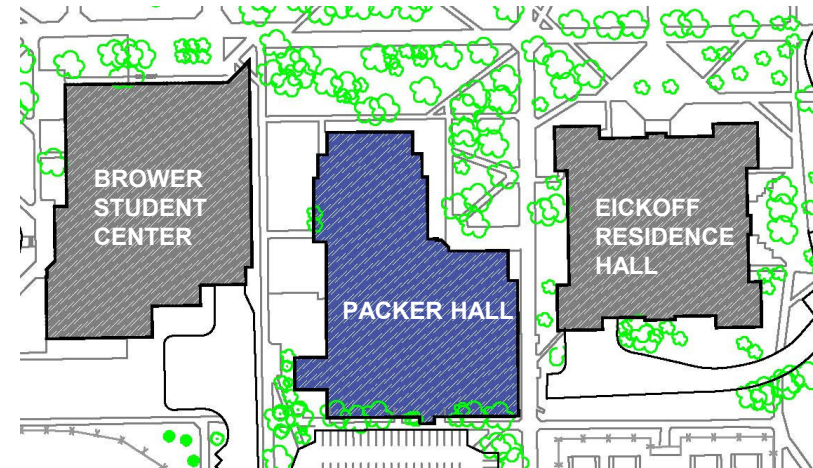 BROWER
STUDENT
CENTER
PACKER HALL
EICKOFF
RESIDENCE
HALL